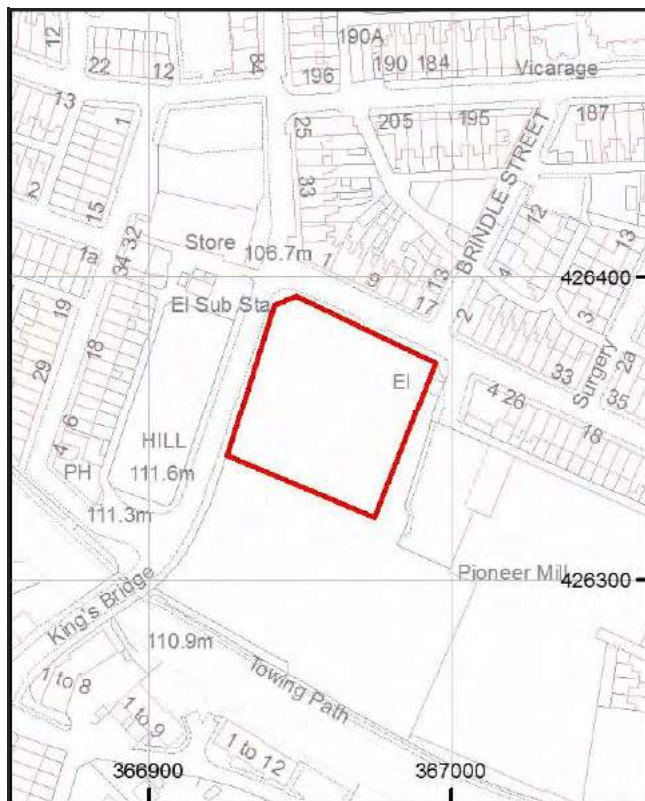 190A
12
22
12
84
196
190
184
Vicarage
13
1
25
205
195
187
33
BRINDLE STREET
2
15
Store
106.7m
1
12
13
1a
34 32
9
13
4
426400
19
El Sub Sta
17
2
3
18
El
33
Surgery
2a
29
6
4 26
35
18
4
HILL
PH
111.6m
111.3m
King's Bridge
Pioneer Mill
426300
110.9m
Towing Path
1 to 8
1 to 9
1 to 12
366900
367000